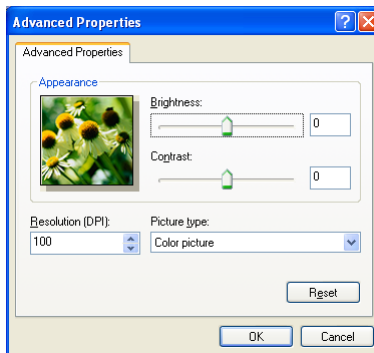 Advanced Properties
Advanced Properties
Appearance
Brightness:
0
Contrast:
0
Resolution (DPI):
100
Picture type:
Color picture
Reset
OK
Cancel